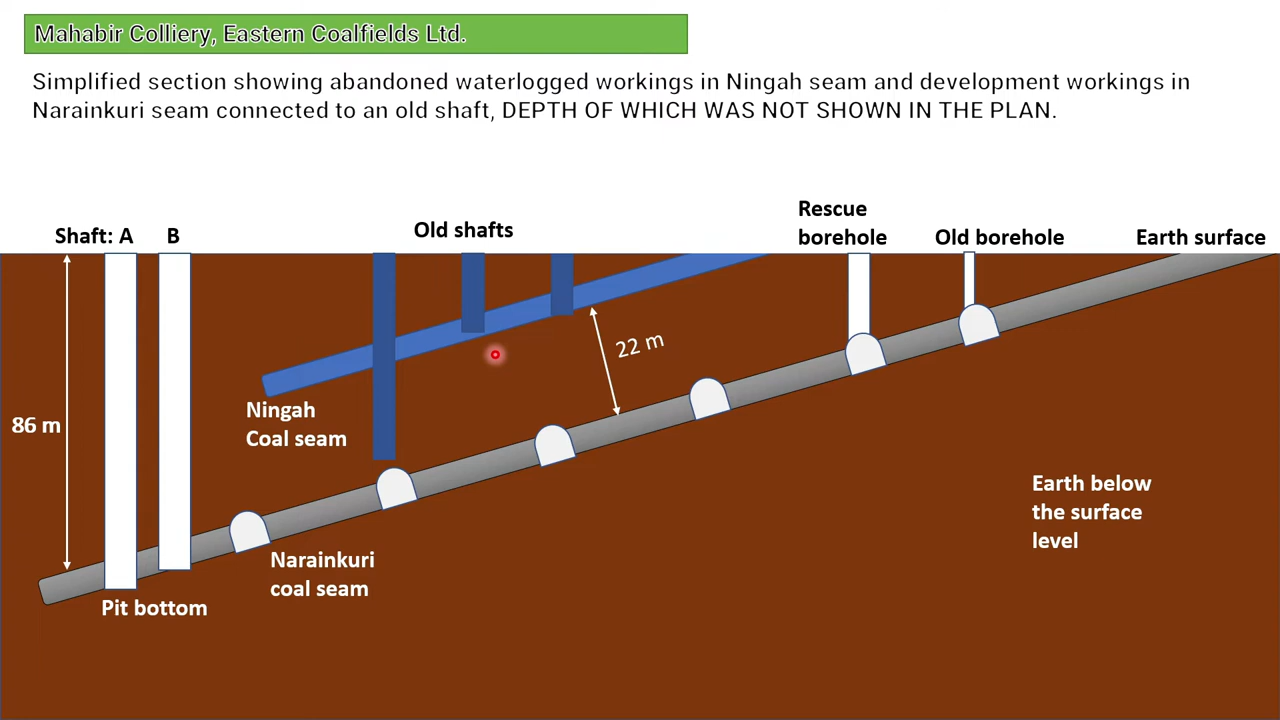 Mahabir Colliery, Eastern Coalfields Ltd.
Simplified section showing abandoned waterlogged workings in Ningah seam and development workings in
Narainkuri seam connected to an old shaft, DEPTH OF WHICH WAS NOT SHOWN IN THE PLAN.
Shaft: A B
Old shafts
Rescue
borehole
Old borehole
Earth surface
22 m
Ningah
Coal seam
86 m
Earth below
the surface
level
Narainkuri
coal seam
Pit bottom